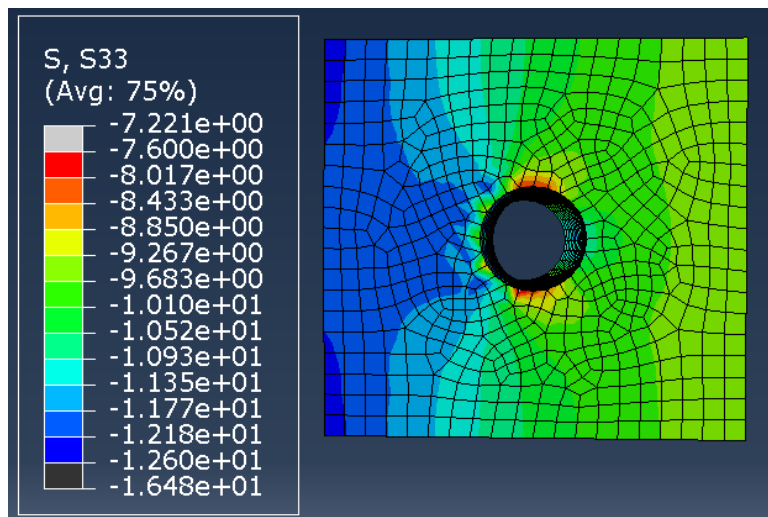 S, S33
(Avg: 75%)
-7.221e+00
-7.600e+00
-8.017e+00
-8.433e+00
-8.850e+00
-9.267e+00
-9.683e+00
-1.010e+01
-1.052e+01
-1.093e+01
-1.135e+01
-1.177e+01
-1.218e+01
-1.260e+01
-1.648e+01